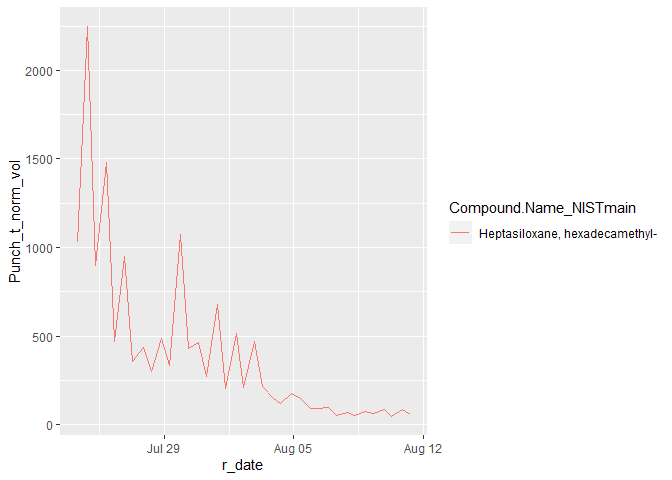 2000
1500
1000
500
0
Punch_t_norm_vol
Jul 29
Aug 05
Aug 12
r_date
Compound.Name_NISTmain
Heptasiloxane, hexadecamethyl-